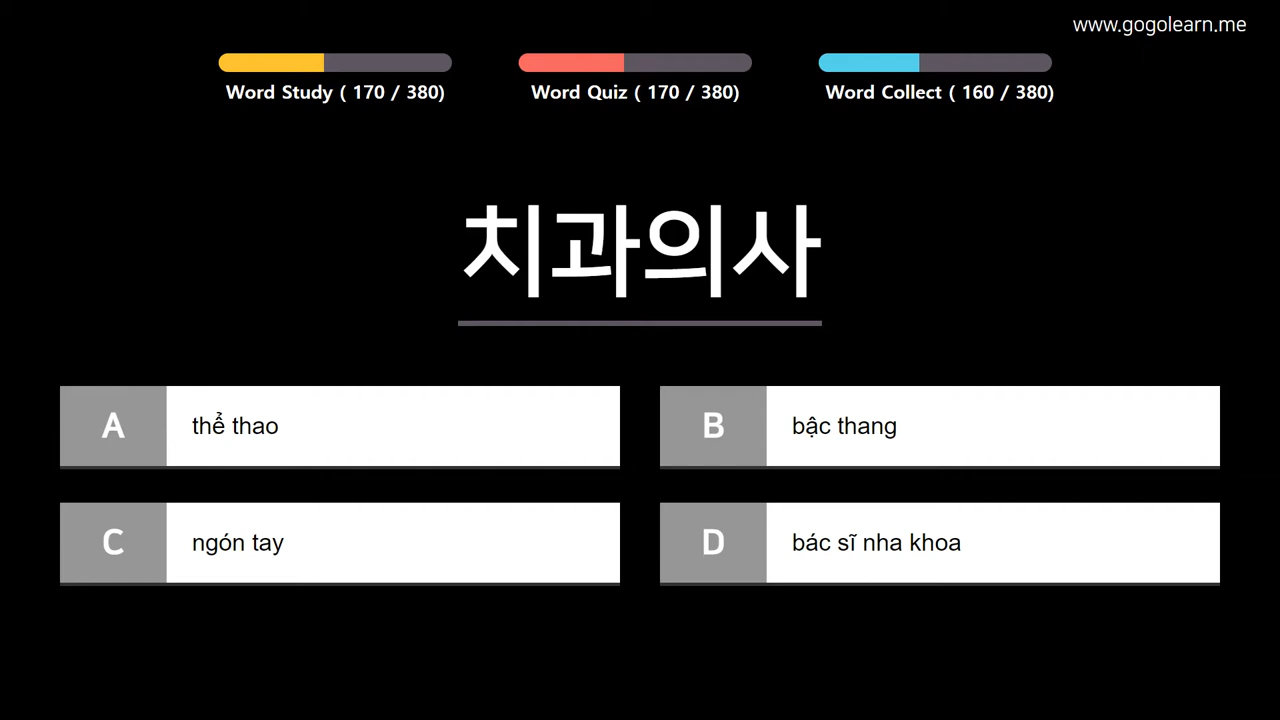 www.gogolearn.me
Word Study ( 170 / 380)
Word Quiz ( 170 / 380)
Word Collect ( 160 / 380)
치과의사
A thể thao
B bậc thang
C ngón tay
D bác sĩ nha khoa